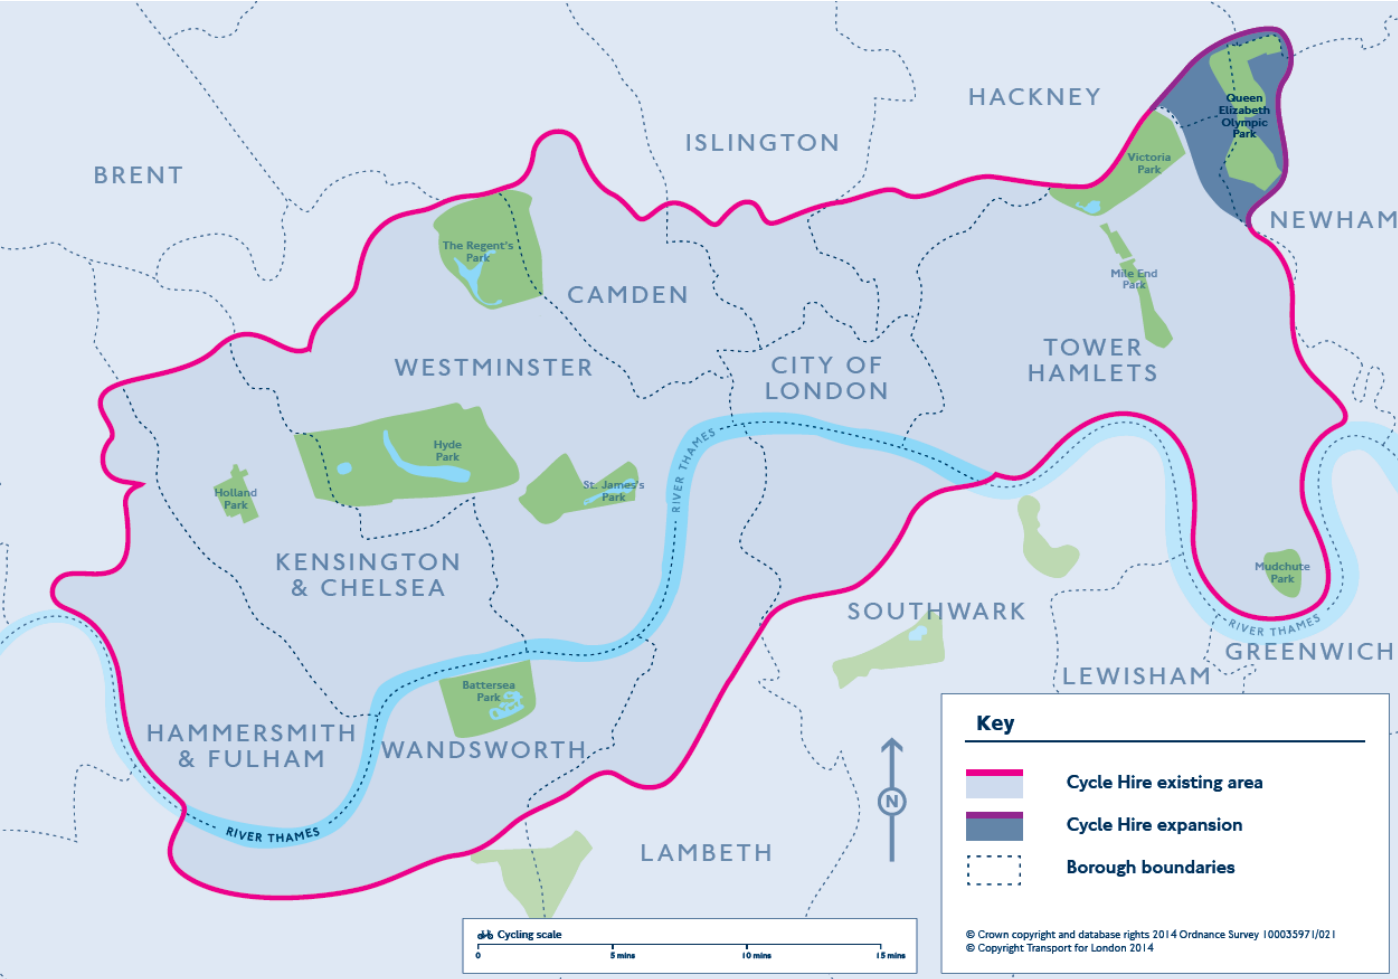 HACKNEY
Queen
Elizabeth
Olympic
Park
ISLINGTON
BRENT
Victoria
Park
NEWHAM
The Regent's
Park
Mile End
Park
CAMDEN
TOWER
HAMLETS
WESTMINSTER
CITY OF
LONDON
Hyde
Park
RIVER THAMES
Holland
Park
St. James's
Park
KENSINGTON
& CHELSEA
Mudchute
Park
SOUTHWARK
RIVER THAMES
GREENWICH
LEWISHAM
Battersea
Park
HAMMERSMITH
& FULHAM
WANDSWORTH
RIVER THAMES
LAMBETH
N
Key
Cycle Hire existing area
Cycle Hire expansion
Borough boundaries
© Crown copyright and database rights 2014 Ordnance Survey 100035971/021
© Copyright Transport for London 2014
Cycling scale
0 5 mins 10 mins 15 mins